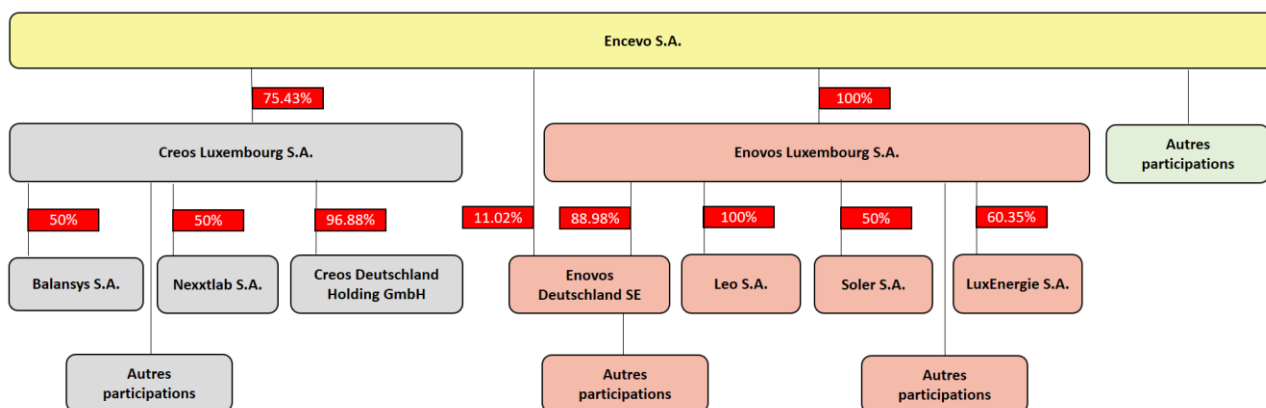 Encevo S.A.
75.43%
100%
Creos Luxembourg S.A.
Enovos Luxembourg S.A.
Autres
participations
50%
50%
96.88%
11.02%
88.98%
100%
50%
60.35%
Balansys S.A.
Nexxtlab S.A.
Creos Deutschland
Holding GmbH
Enovos
Deutschland SE
Leo S.A.
Soler S.A.
LuxEnergie S.A.
Autres
participations
Autres
participations
Autres
participations